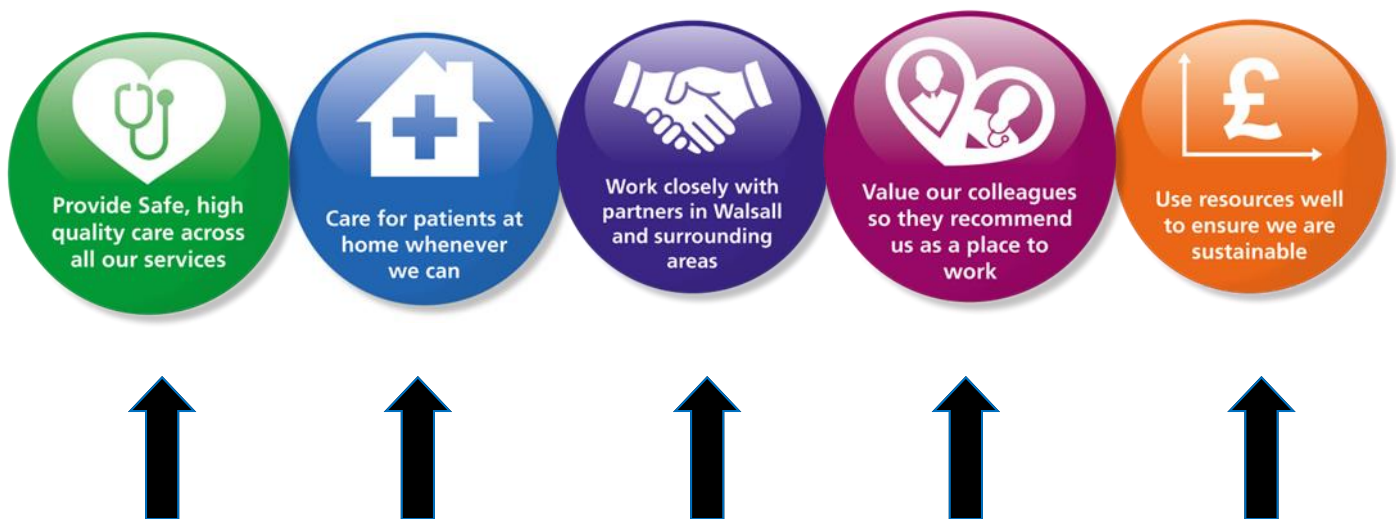 Provide Safe, high
quality care across
all our services
Care for patients at
home whenever
we can
Work closely with
partners in Walsall
and surrounding
areas
Value our colleagues
so they recommend
us as a place to
work
£
Use resources well
to ensure we are
sustainable